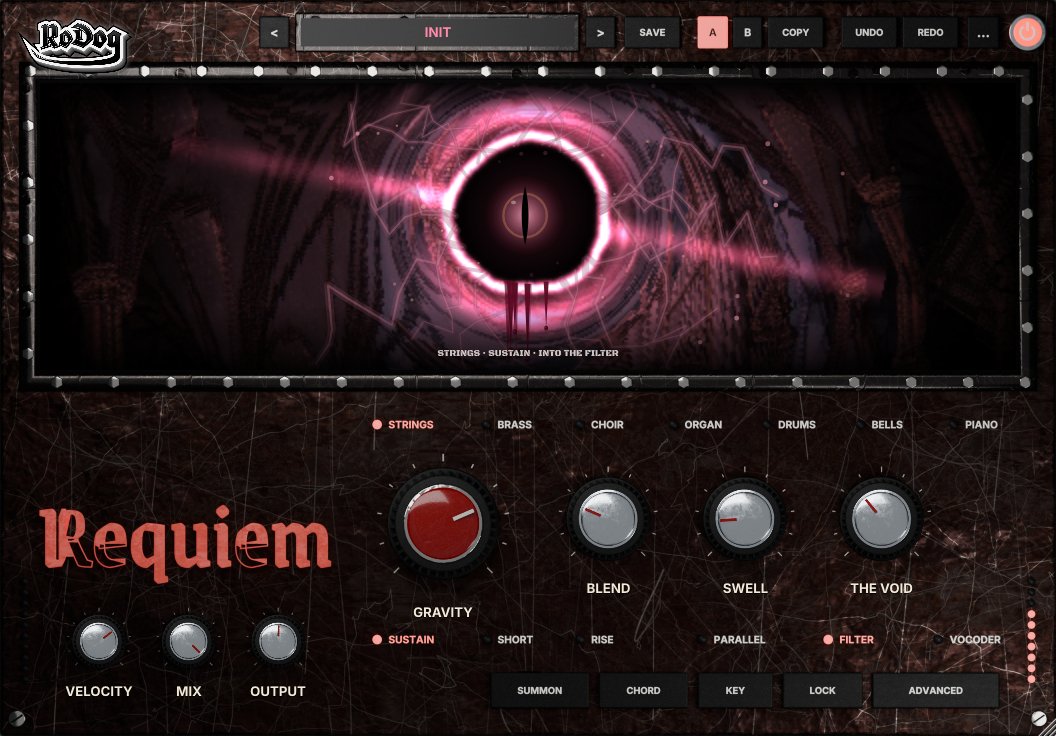 RoDog
<
INIT
>
SAVE
A
B
COPY
UNDO
REDO
...
STRINGS · SUSTAIN · INTO THE FILTER
STRINGS
BRASS
CHOIR
ORGAN
DRUMS
BELLS
PIANO
Requiem
GRAVITY
BLEND
SWELL
THE VOID
SUSTAIN
SHORT
RISE
PARALLEL
FILTER
VOCODER
VELOCITY
MIX
OUTPUT
SUMMON
CHORD
KEY
LOCK
ADVANCED